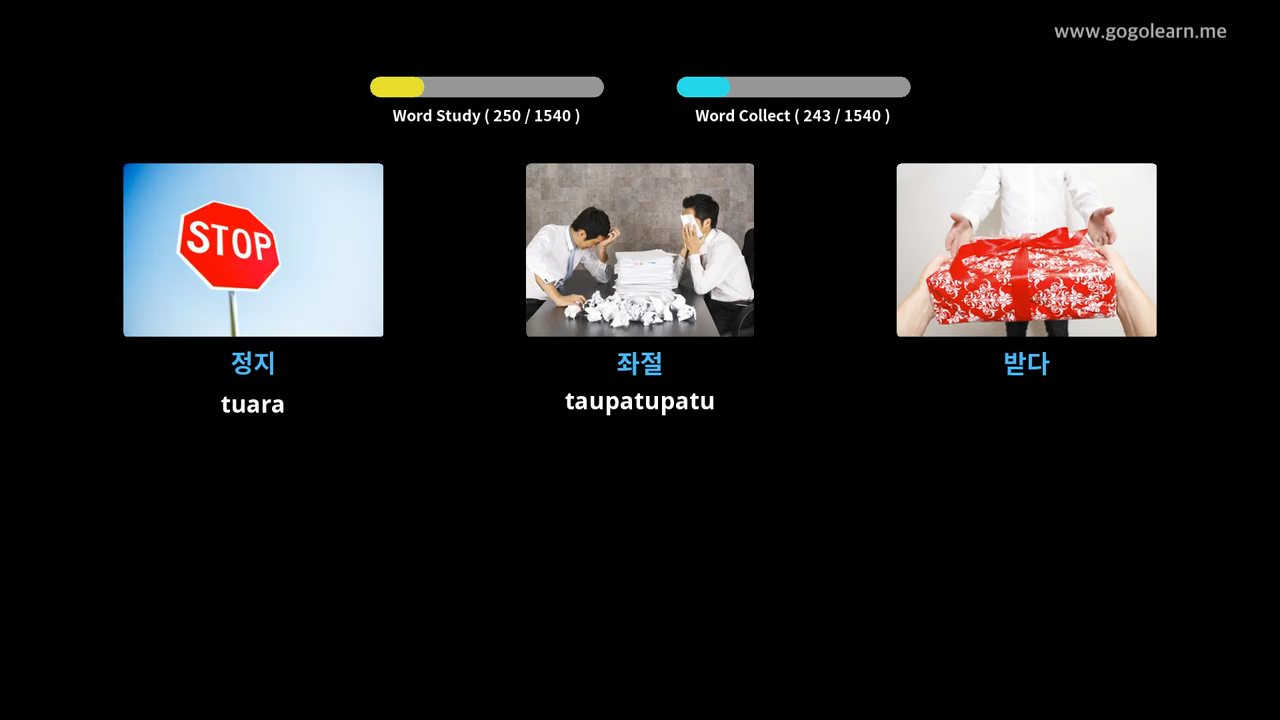 www.gogolearn.me
Word Study ( 250 / 1540 )
Word Collect ( 243 / 1540 )
STOP
정지
좌절
받다
tuara
taupatupatu